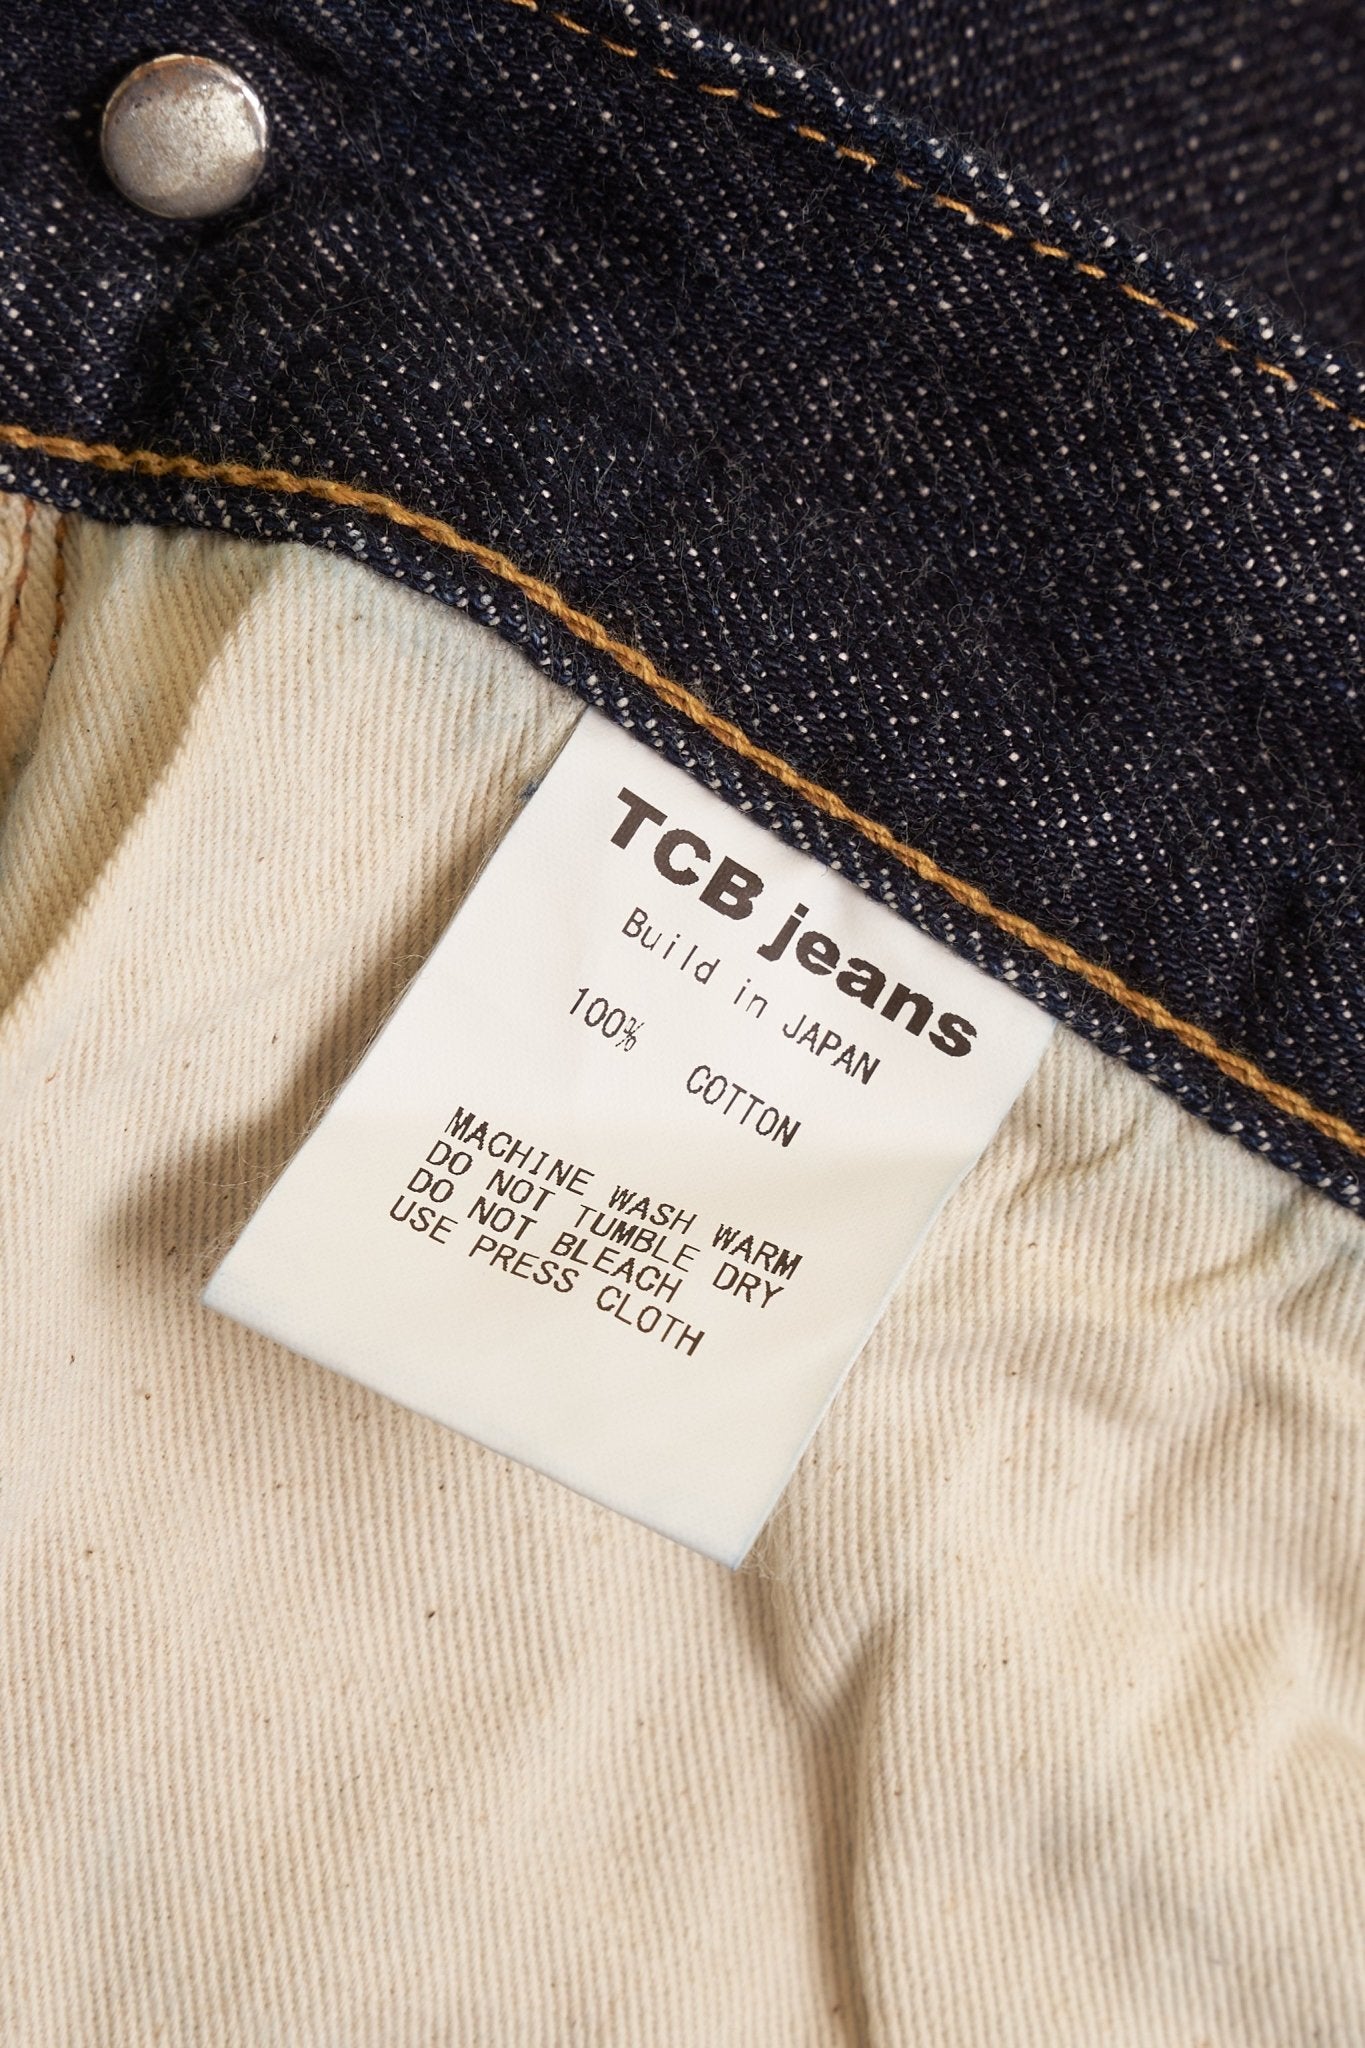 TCB jeans
Build in JAPAN
100% COTTON
MACHINE WASH WARM
DO NOT TUMBLE DRY
DO NOT BLEACH
USE PRESS CLOTH